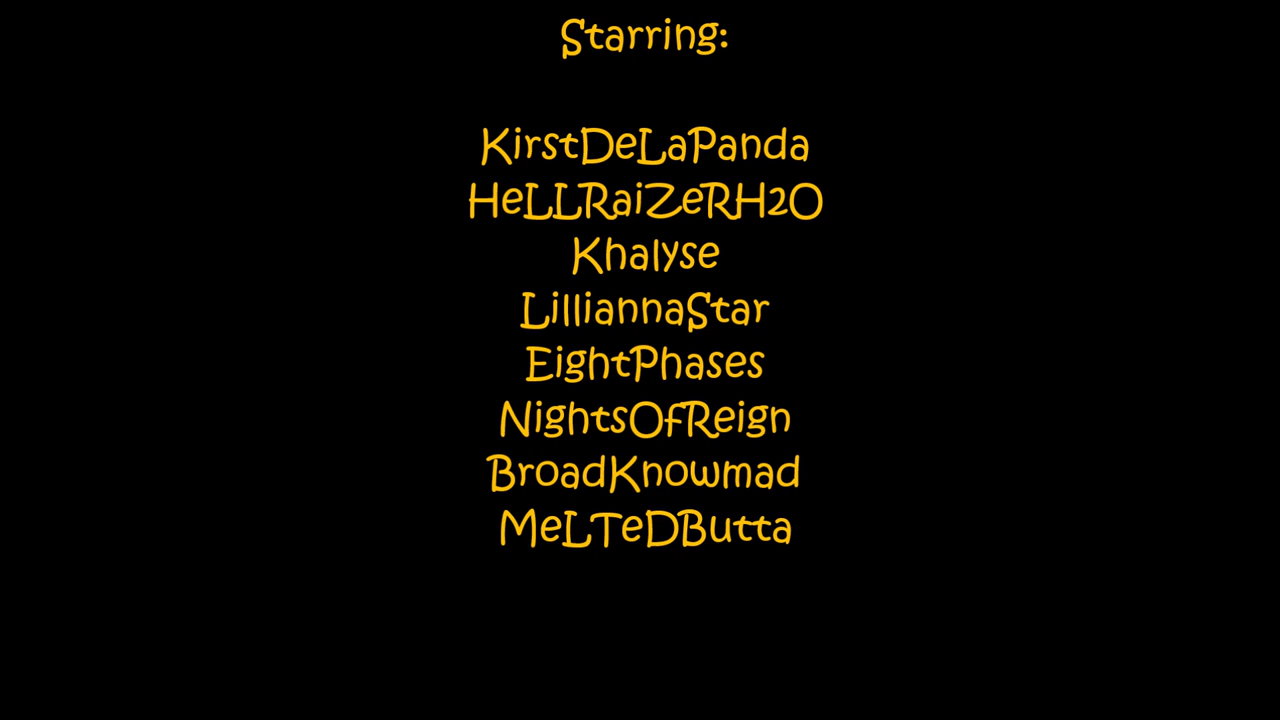 Starring:
KirstDeLaPanda
HeLLRaiZeRH2O
Khalyse
LilliannaStar
EightPhases
NightsOfReign
BroadKnowmad
MeLTeDButta